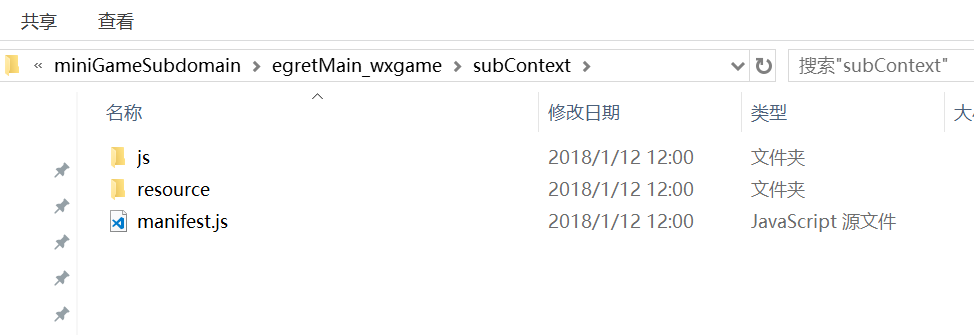 共享 查看
« miniGameSubdomain > egretMain_wxgame > subContext > 搜索"subContext"
名称 修改日期 类型
js 2018/1/12 12:00 文件夹
resource 2018/1/12 12:00 文件夹
manifest.js 2018/1/12 12:00 JavaScript 源文件